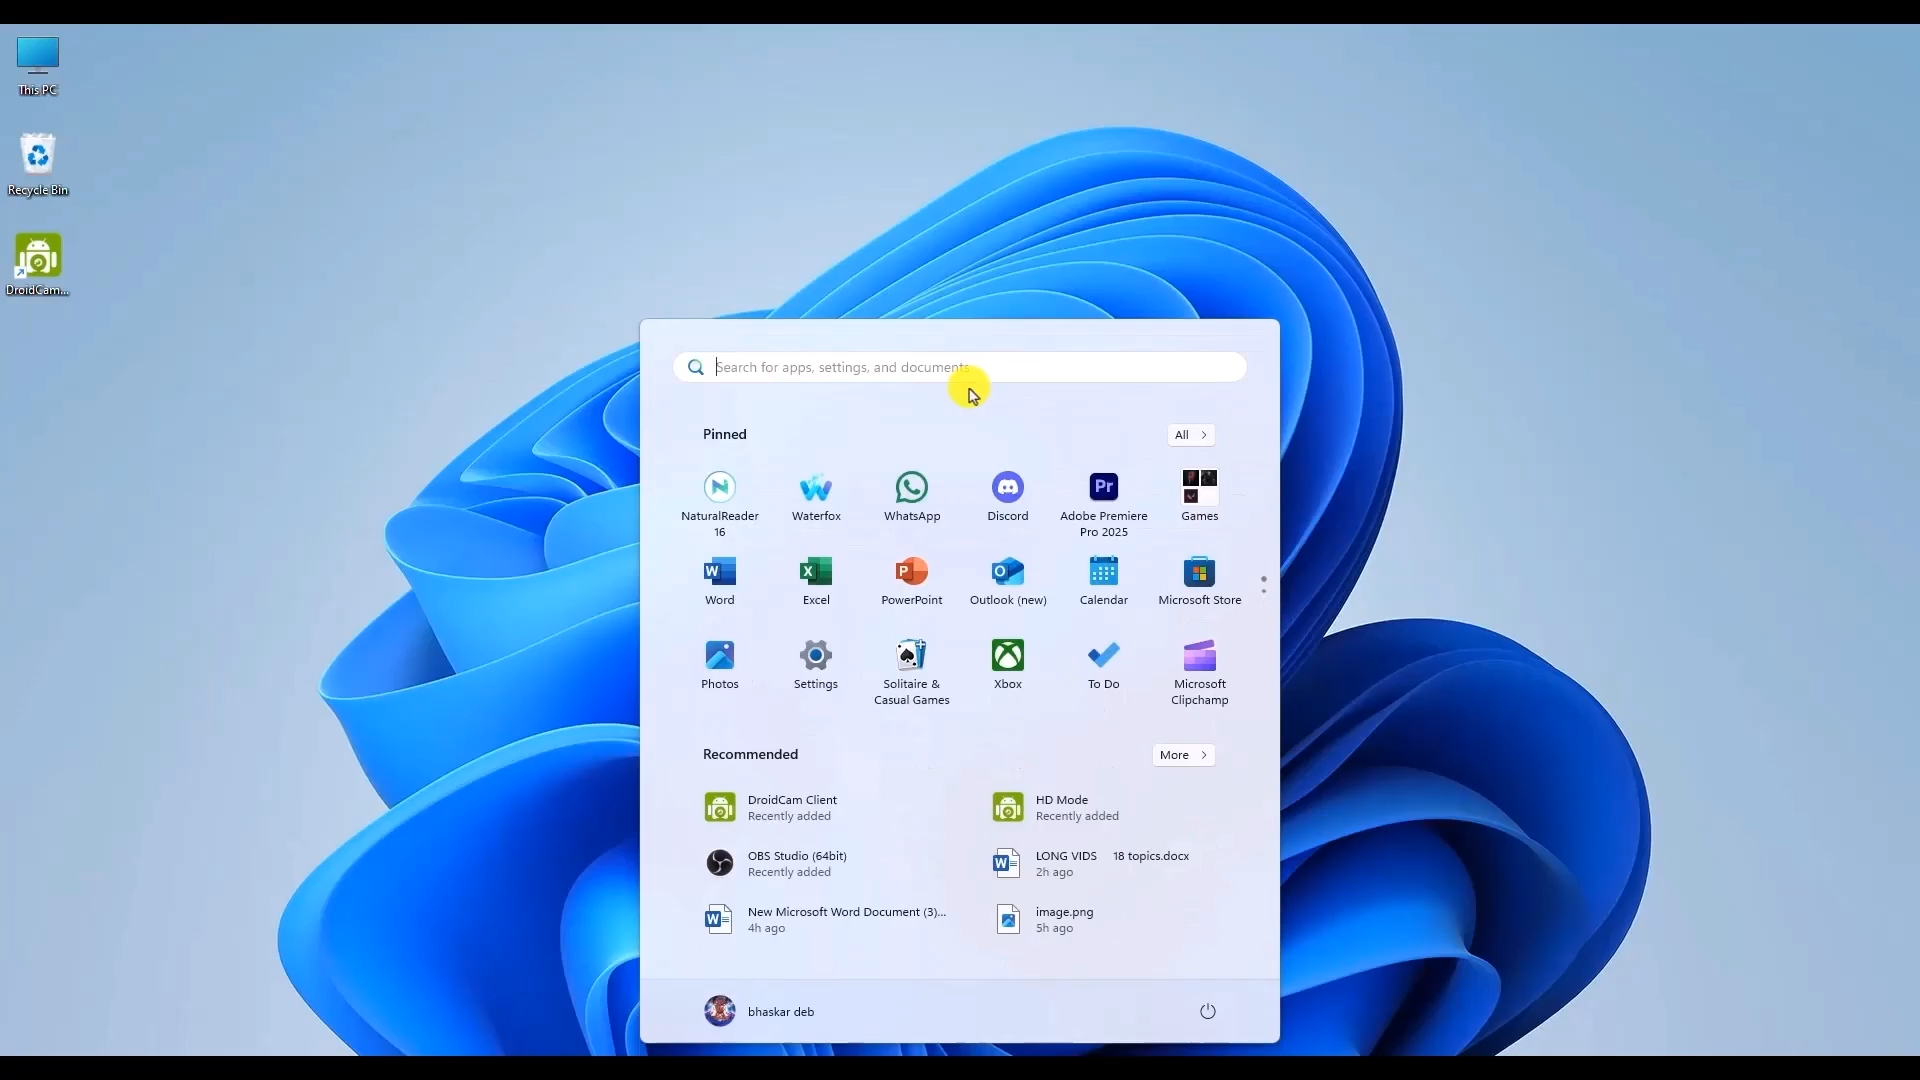 This PC
Recycle Bin
DroidCam...
Search for apps, settings, and documents
Pinned
All
NaturalReader 16
Waterfox
WhatsApp
Discord
Adobe Premiere Pro 2025
Games
Word
Excel
PowerPoint
Outlook (new)
Calendar
Microsoft Store
Photos
Settings
Solitaire & Casual Games
Xbox
To Do
Microsoft Clipchamp
Recommended
More
DroidCam Client
Recently added
HD Mode
Recently added
OBS Studio (64bit)
Recently added
LONG VIDS 18 topics.docx
2h ago
New Microsoft Word Document (3)...
4h ago
image.png
5h ago
bhaskar deb